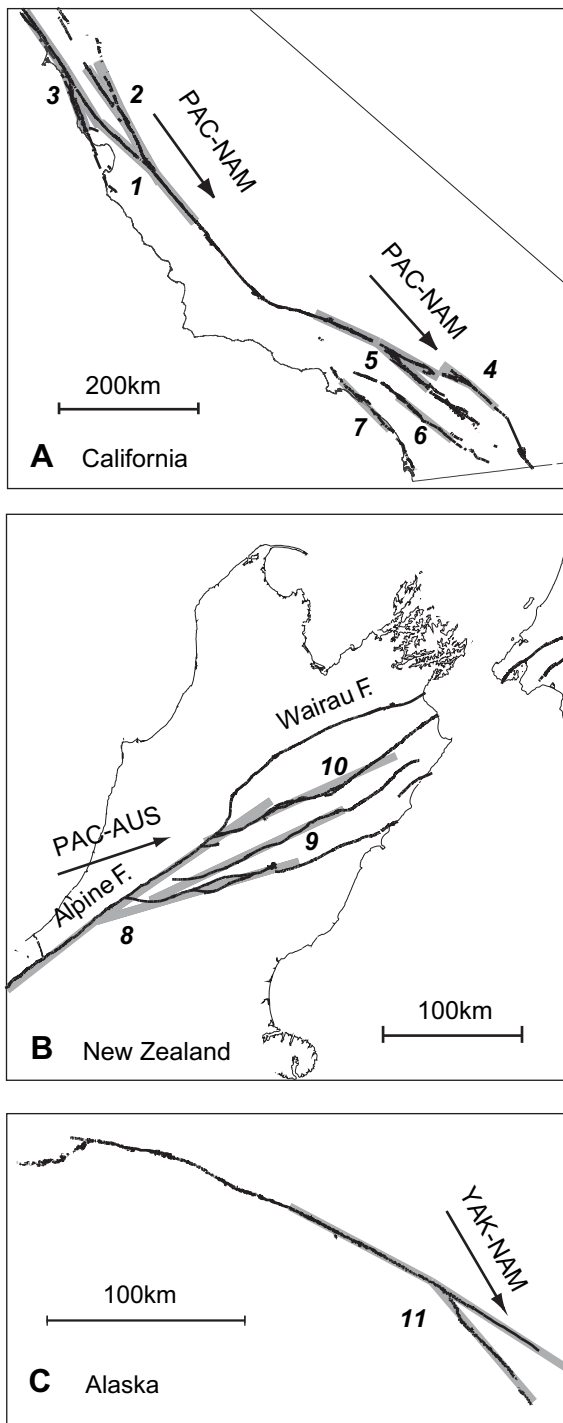 3
2
PAC-NAM
1
PAC-NAM
5
4
200km
7
6
A California
Wairau F.
10
PAC-AUS
9
Alpine F.
8
100km
B New Zealand
YAK-NAM
100km
11
C Alaska